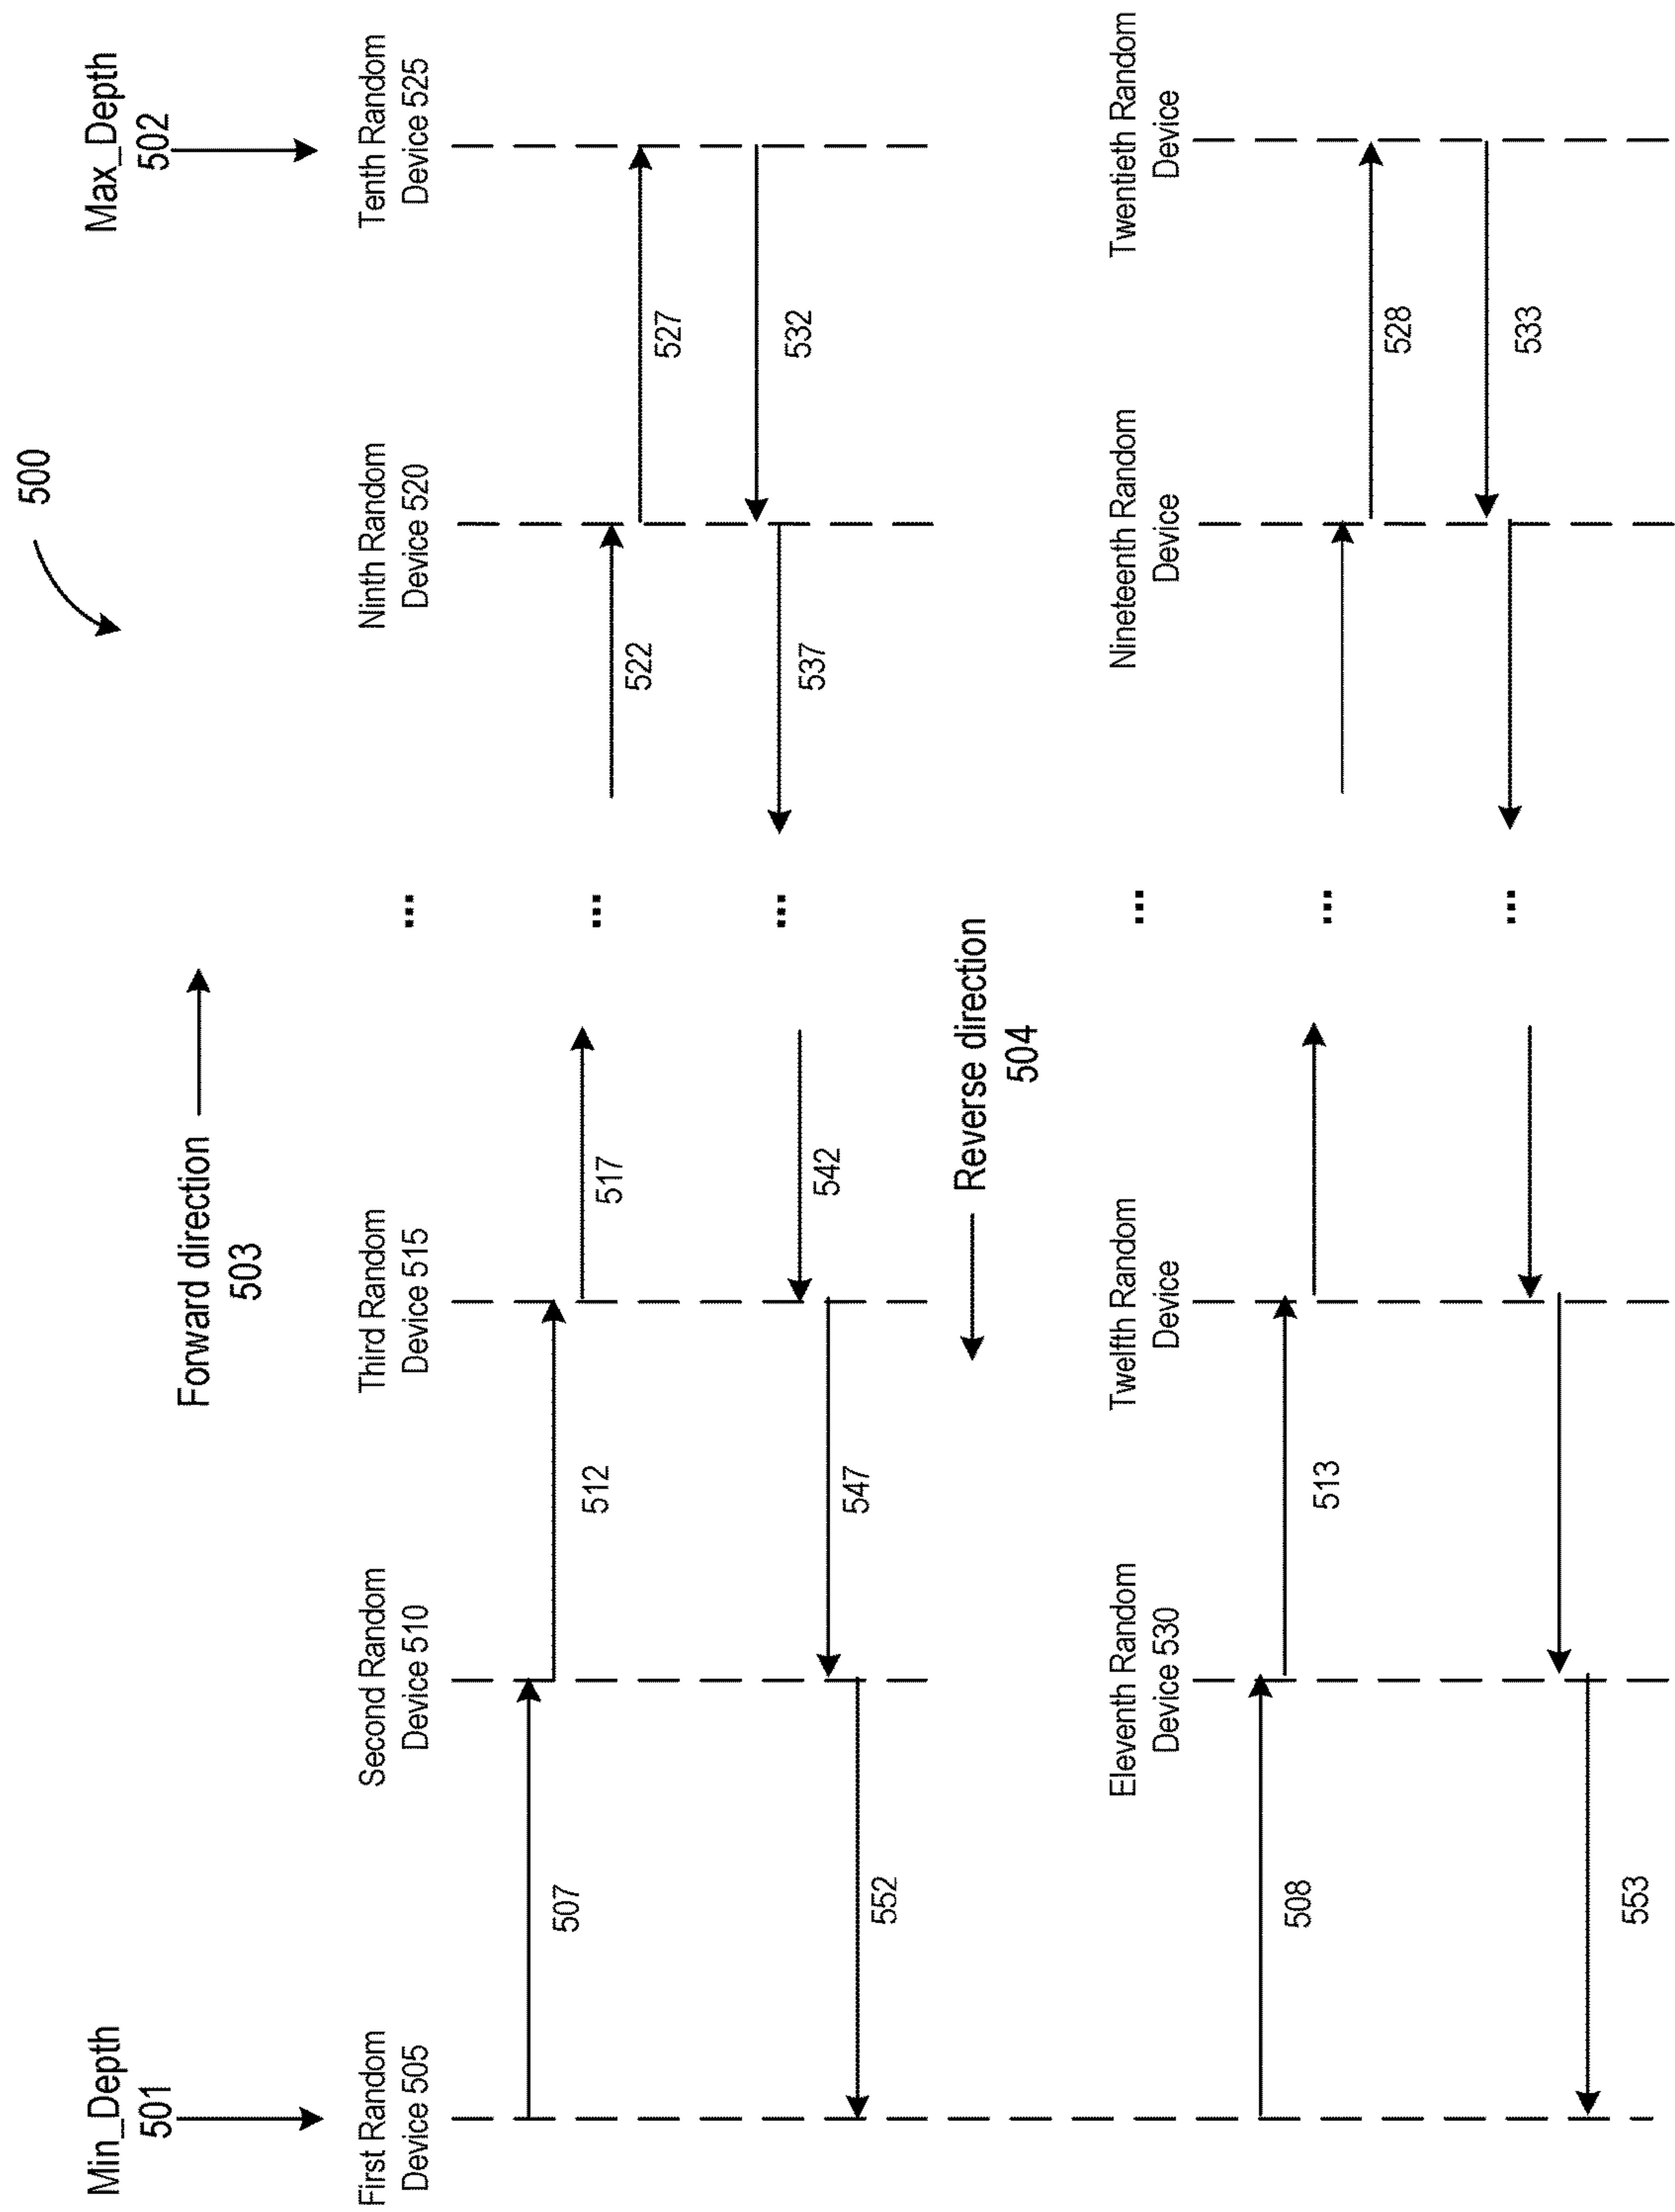 500
Min_Depth
501
Forward direction
503
Max_Depth
502
First Random
Device 505
Second Random
Device 510
Third Random
Device 515
...
Ninth Random
Device 520
Tenth Random
Device 525
507
512
517
...
522
527
532
537
...
542
547
552
Reverse direction
504
Eleventh Random
Device 530
Twelfth Random
Device
...
Nineteenth Random
Device
Twentieth Random
Device
508
513
...
528
533
...
553